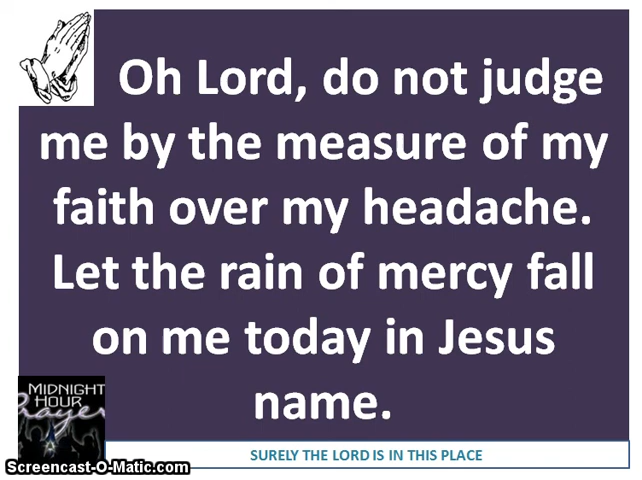 Oh Lord, do not judge
me by the measure of my
faith over my headache.
Let the rain of mercy fall
on me today in Jesus
name.
MIDNIGHT
HOUR
Prayer
SURELY THE LORD IS IN THIS PLACE
Screencast-O-Matic.com